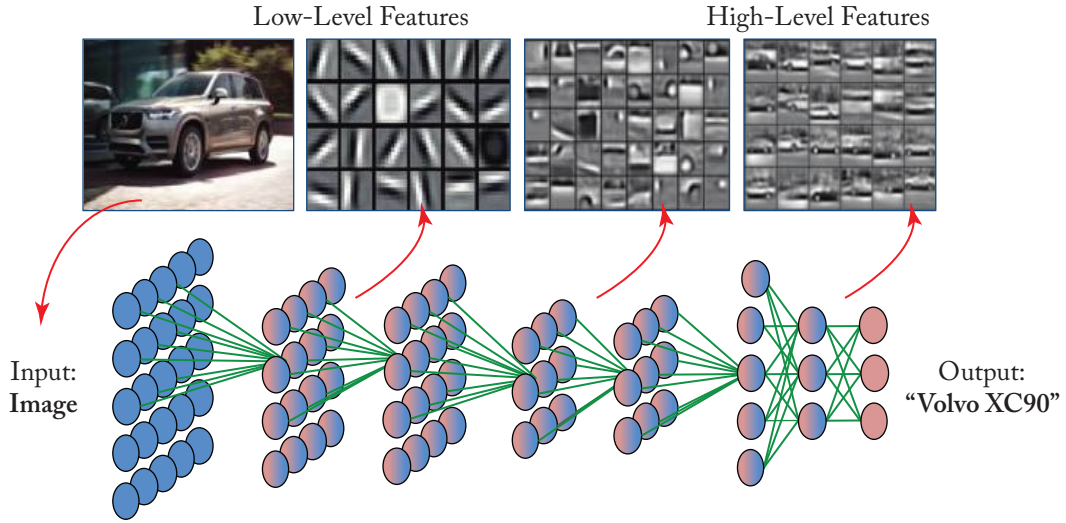 Low-Level Features
High-Level Features
Input:
Image
Output:
“Volvo XC90”